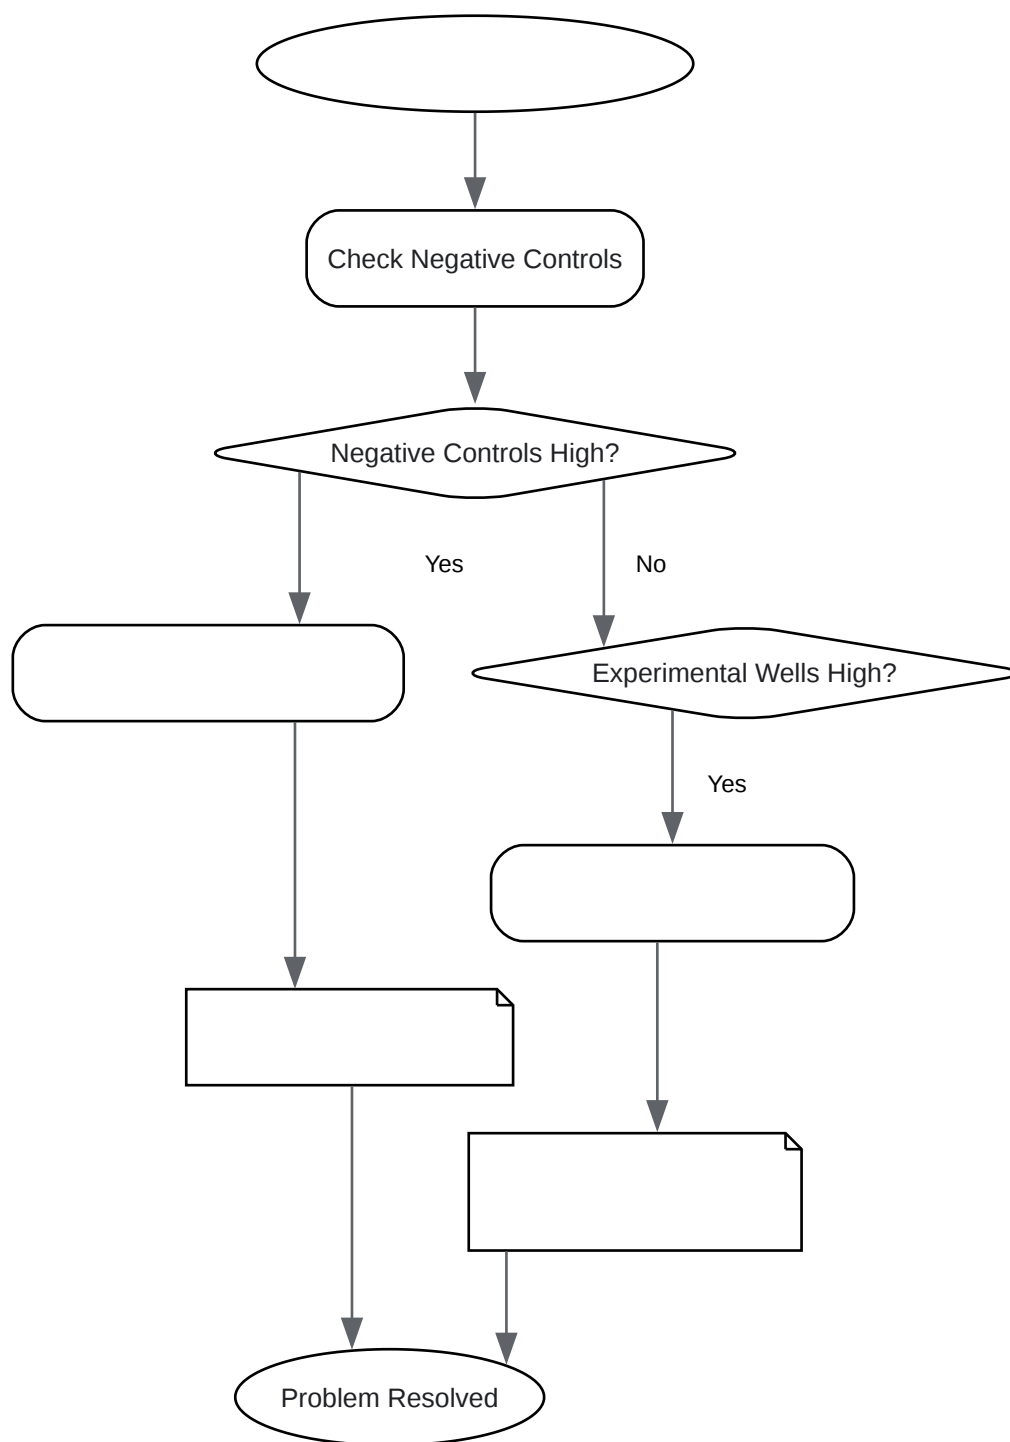 Check Negative Controls
Negative Controls High?
Yes
No
Experimental Wells High?
Yes
Problem Resolved